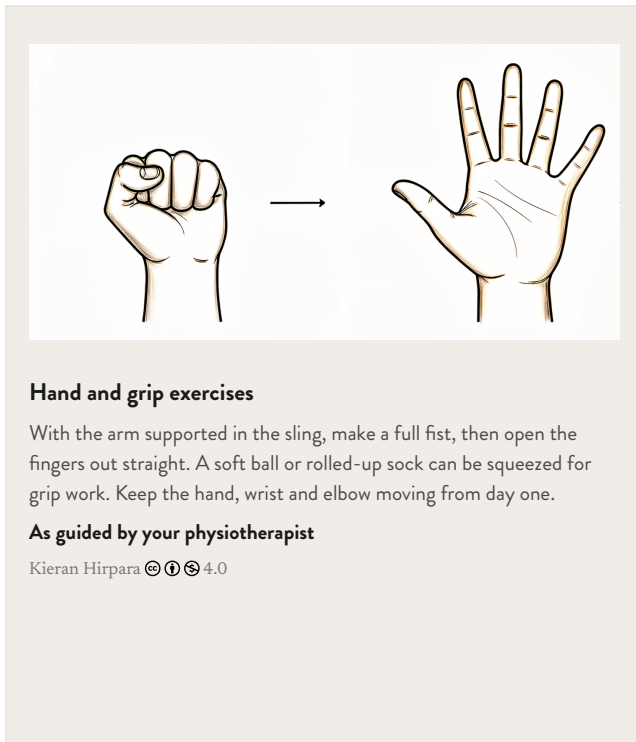 Hand and grip exercises
With the arm supported in the sling, make a full fist, then open the
fingers out straight. A soft ball or rolled-up sock can be squeezed for
grip work. Keep the hand, wrist and elbow moving from day one.
As guided by your physiotherapist
Kieran Hirpara cc 4.0